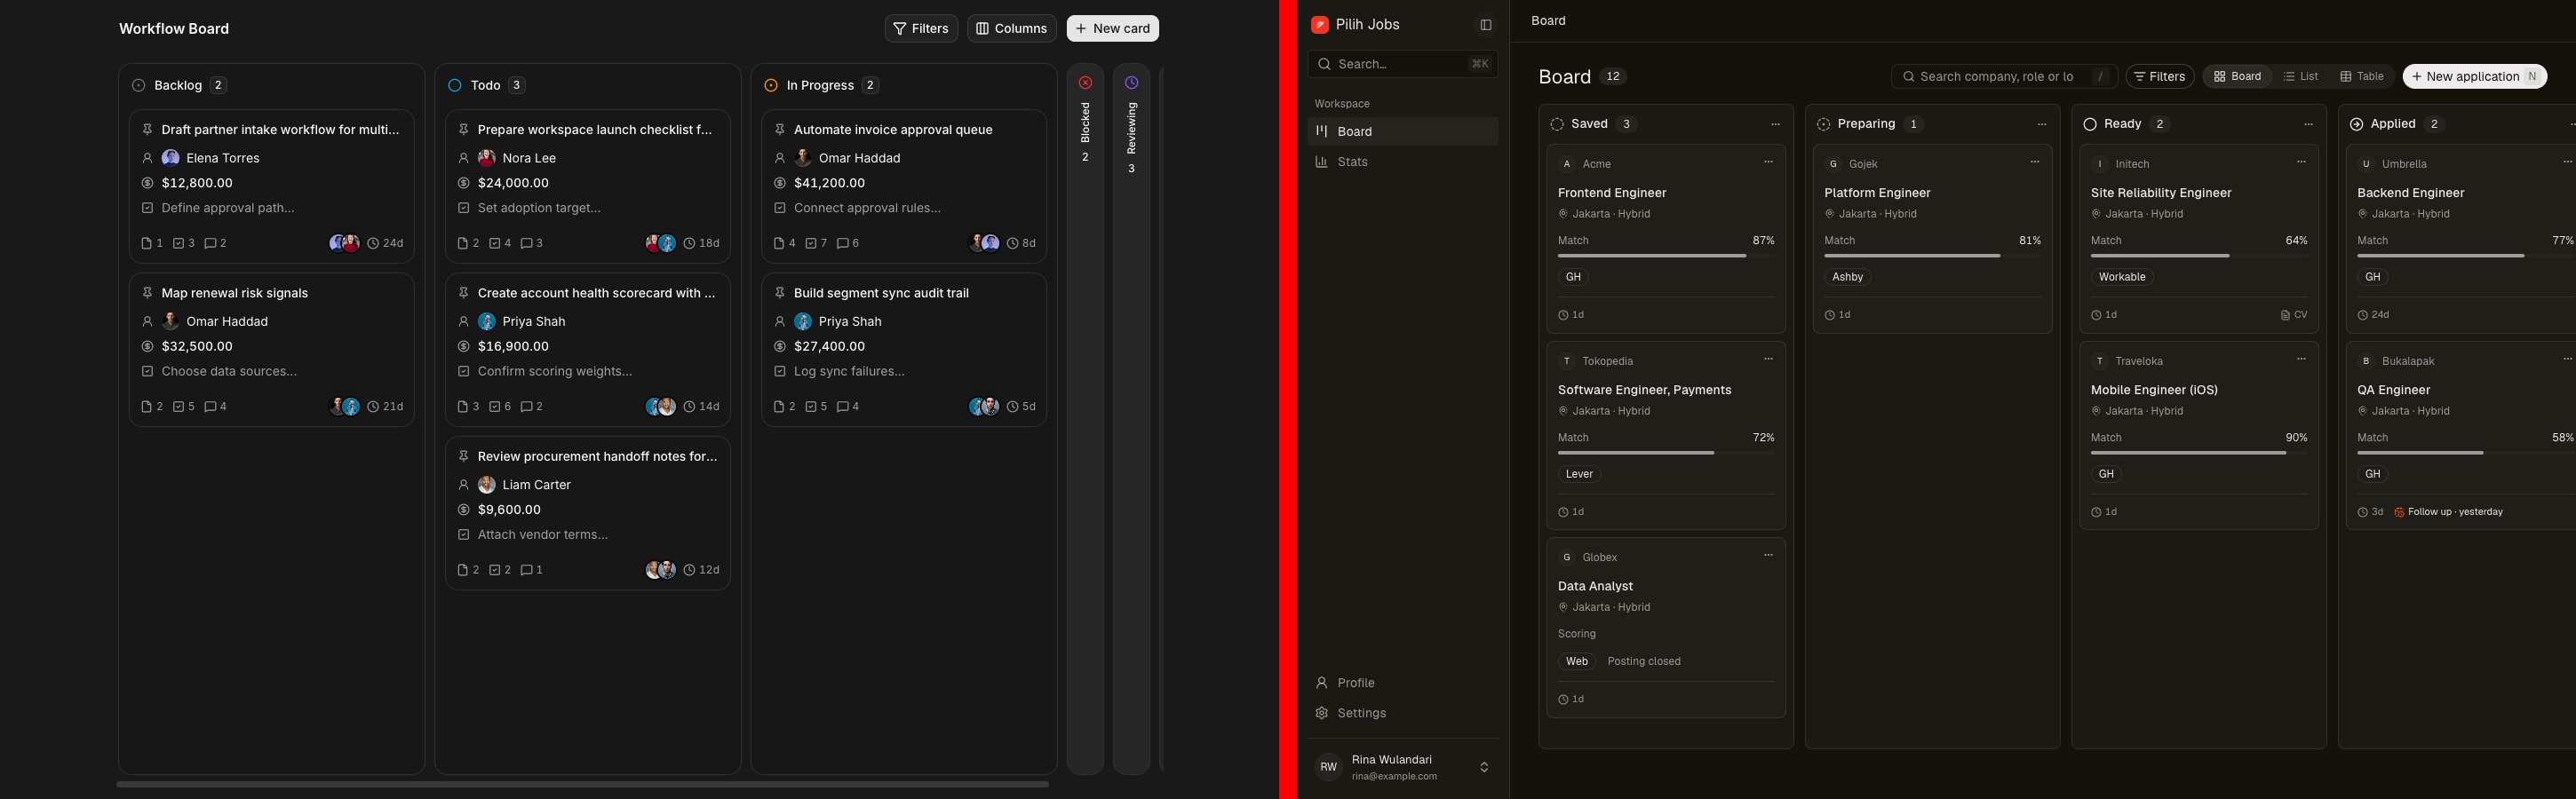 Workflow Board
Filters
Columns
New card
Backlog 2
Draft partner intake workflow for multi...
Elena Torres
$12,800.00
Define approval path...
1 3 2 24d
Map renewal risk signals
Omar Haddad
$32,500.00
Choose data sources...
2 5 4 21d
Todo 3
Prepare workspace launch checklist f...
Nora Lee
$24,000.00
Set adoption target...
2 4 3 18d
Create account health scorecard with ...
Priya Shah
$16,900.00
Confirm scoring weights...
3 6 2 14d
Review procurement handoff notes for...
Liam Carter
$9,600.00
Attach vendor terms...
2 2 1 12d
In Progress 2
Automate invoice approval queue
Omar Haddad
$41,200.00
Connect approval rules...
4 7 6 8d
Build segment sync audit trail
Priya Shah
$27,400.00
Log sync failures...
2 5 4 5d
Blocked 2
Reviewing 3
Pilih Jobs
Search... ⌘K
Workspace
Board
Stats
Profile
Settings
RW
Rina Wulandari
rina@example.com
Board
Board 12
Search company, role or lo /
Filters
Board
List
Table
New application N
Saved 3 ...
A Acme ...
Frontend Engineer
Jakarta · Hybrid
Match 87%
GH
1d
T Tokopedia ...
Software Engineer, Payments
Jakarta · Hybrid
Match 72%
Lever
1d
G Globex ...
Data Analyst
Jakarta · Hybrid
Scoring
Web Posting closed
1d
Preparing 1 ...
G Gojek ...
Platform Engineer
Jakarta · Hybrid
Match 81%
Ashby
1d
Ready 2 ...
I Initech ...
Site Reliability Engineer
Jakarta · Hybrid
Match 64%
Workable
1d CV
T Traveloka ...
Mobile Engineer (iOS)
Jakarta · Hybrid
Match 90%
GH
1d
Applied 2
U Umbrella ...
Backend Engineer
Jakarta · Hybrid
Match 77%
GH
24d
B Bukalapak ...
QA Engineer
Jakarta · Hybrid
Match 58%
GH
3d Follow up · yesterday